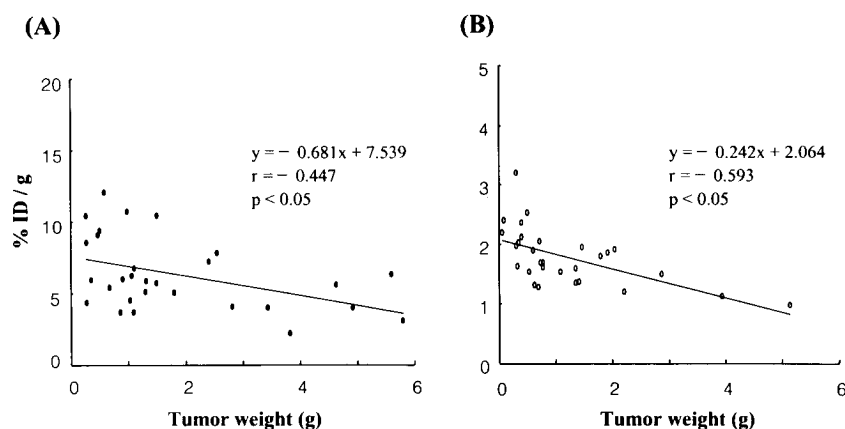 (A)
% ID / g
20
15
10
5
0
y = − 0.681x + 7.539
r = − 0.447
p < 0.05
0 2 4 6
Tumor weight (g)
(B)
5
4
3
2
1
0
y = − 0.242x + 2.064
r = − 0.593
p < 0.05
0 2 4 6
Tumor weight (g)